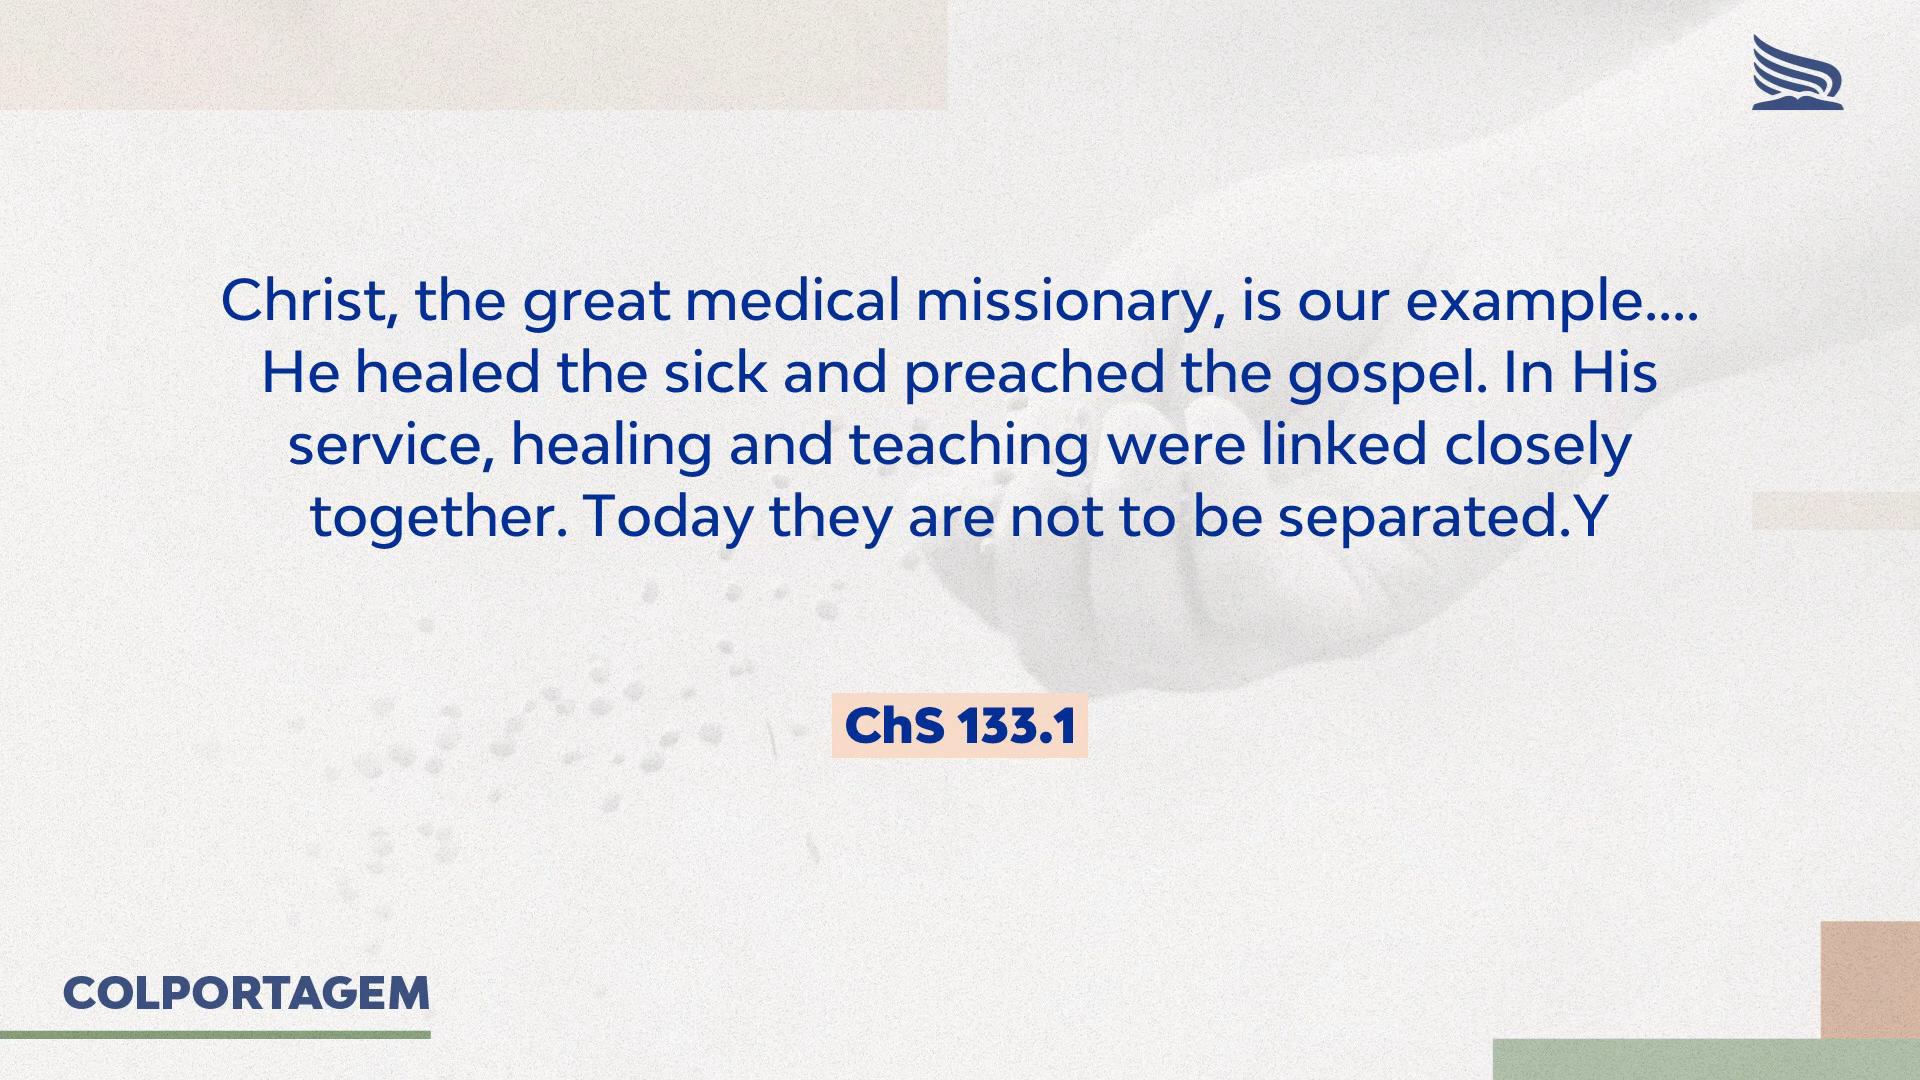 Christ, the great medical missionary, is our example....
He healed the sick and preached the gospel. In His
service, healing and teaching were linked closely
together. Today they are not to be separated.Y
ChS 133.1
COLPORTAGEM